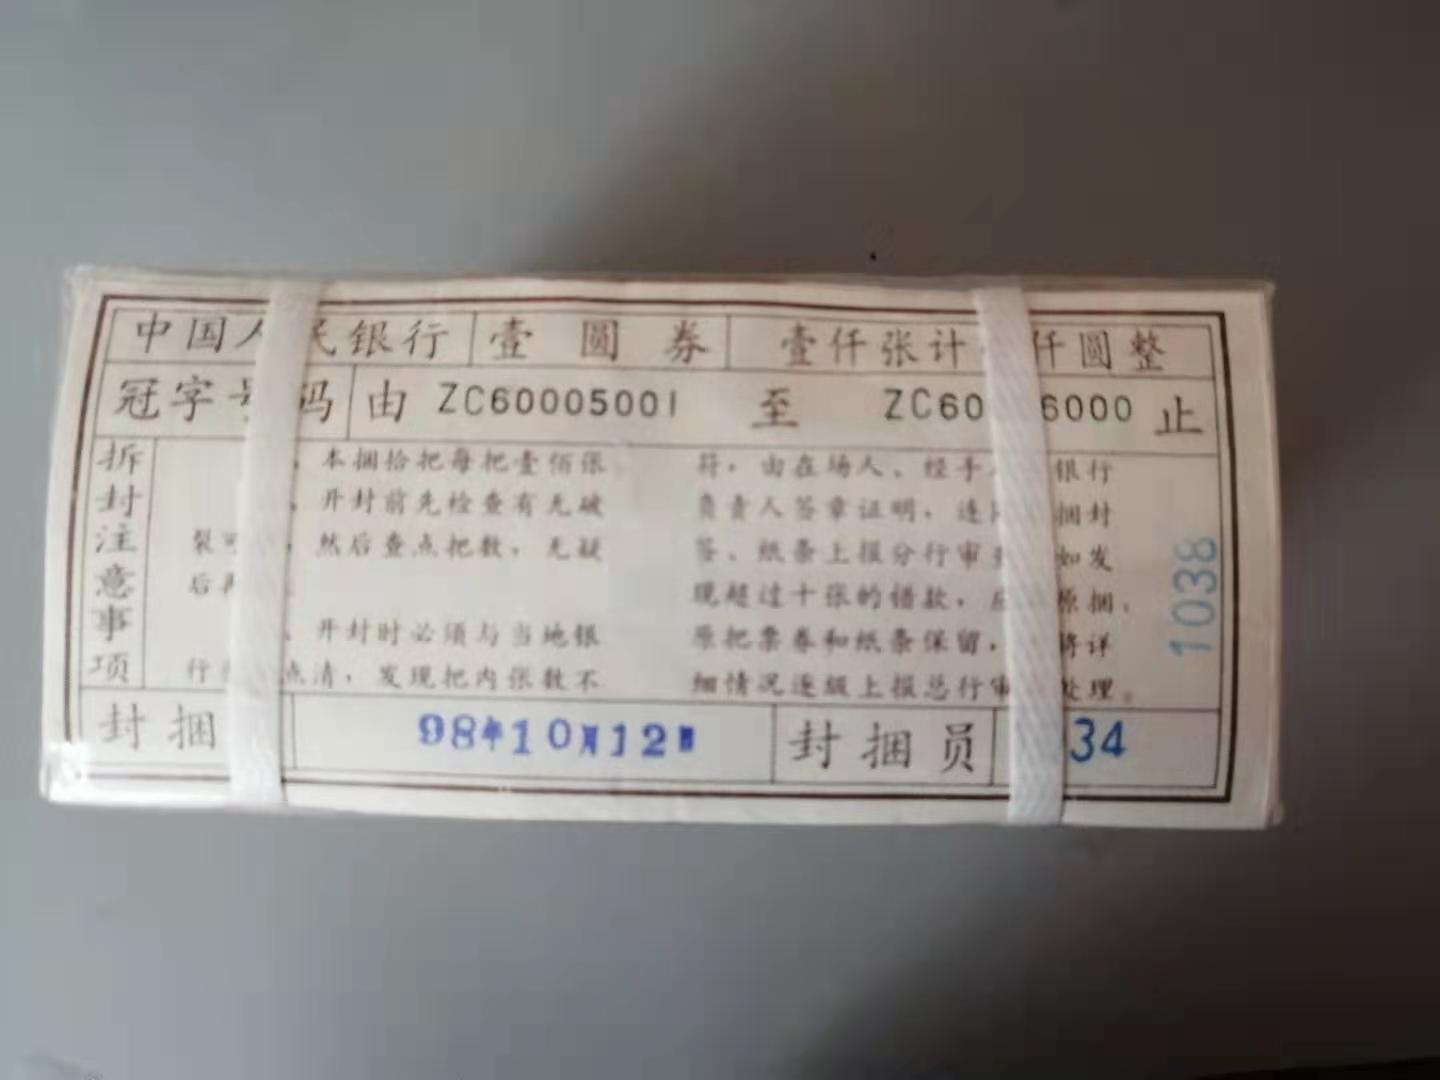 中国人民银行 壹圆券 壹仟张计 仟圆整
冠字号码 由 ZC60005001 至 ZC60 6000 止
拆封注意事项
、本捆拾把每把壹佰张。
、开封前先检查有无破
裂 ，然后查点把数，无疑
后再
、开封时必须与当地银
行 点清，发现把内张数不
符，由在场人、经手 银行
负责人签章证明，连 捆封
签、纸条上报分行审 如发
现超过十张的错款， 原捆、
原把票券和纸条保留， 将详
细情况逐级上报总行审 处理。
1038
封捆 98年10月12日 封捆员 34